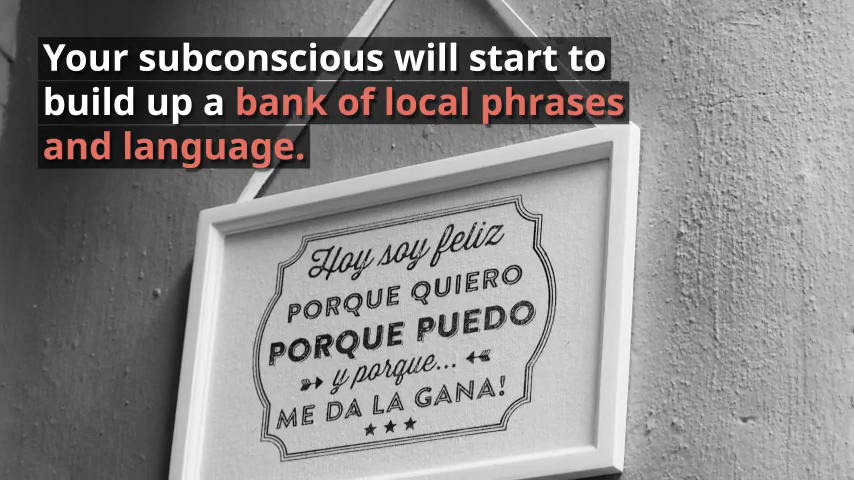 Your subconscious will start to
build up a bank of local phrases
and language.
Hoy soy feliz
PORQUE QUIERO
PORQUE PUEDO
y porque...
ME DA LA GANA!